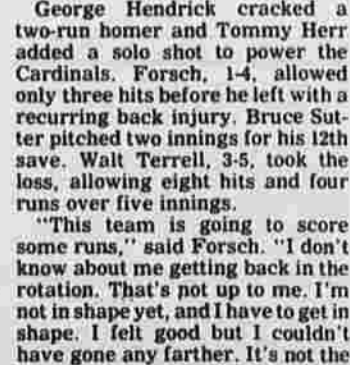 George Hendrick cracked a
two-run homer and Tommy Herr
added a solo shot to power the
Cardinals. Forsch, 1-4, allowed
only three hits before he left with a
recurring back injury. Bruce Sut-
ter pitched two innings for his 12th
save. Walt Terrell, 3-5, took the
loss, allowing eight hits and four
runs over five innings.
"This team is going to score
some runs," said Forsch. "I don't
know about me getting back in the
rotation. That's not up to me. I'm
not in shape yet, and I have to get in
shape. I felt good but I couldn't
have gone any farther. It's not the